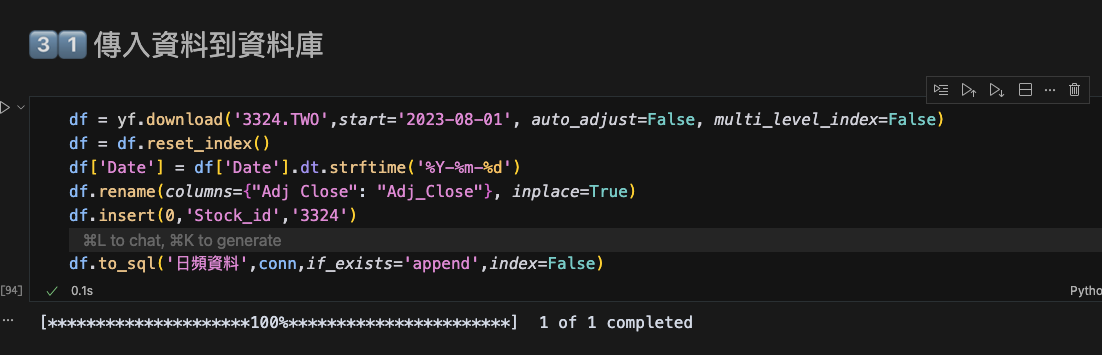 3️⃣1️⃣ 傳入資料到資料庫
df = yf.download('3324.TWO',start='2023-08-01', auto_adjust=False, multi_level_index=False)
df = df.reset_index()
df['Date'] = df['Date'].dt.strftime('%Y-%m-%d')
df.rename(columns={"Adj Close": "Adj_Close"}, inplace=True)
df.insert(0,'Stock_id','3324')
⌘L to chat, ⌘K to generate
df.to_sql('日頻資料',conn,if_exists='append',index=False)
[94] ✓ 0.1s Pytho
... [*********************100%***********************] 1 of 1 completed